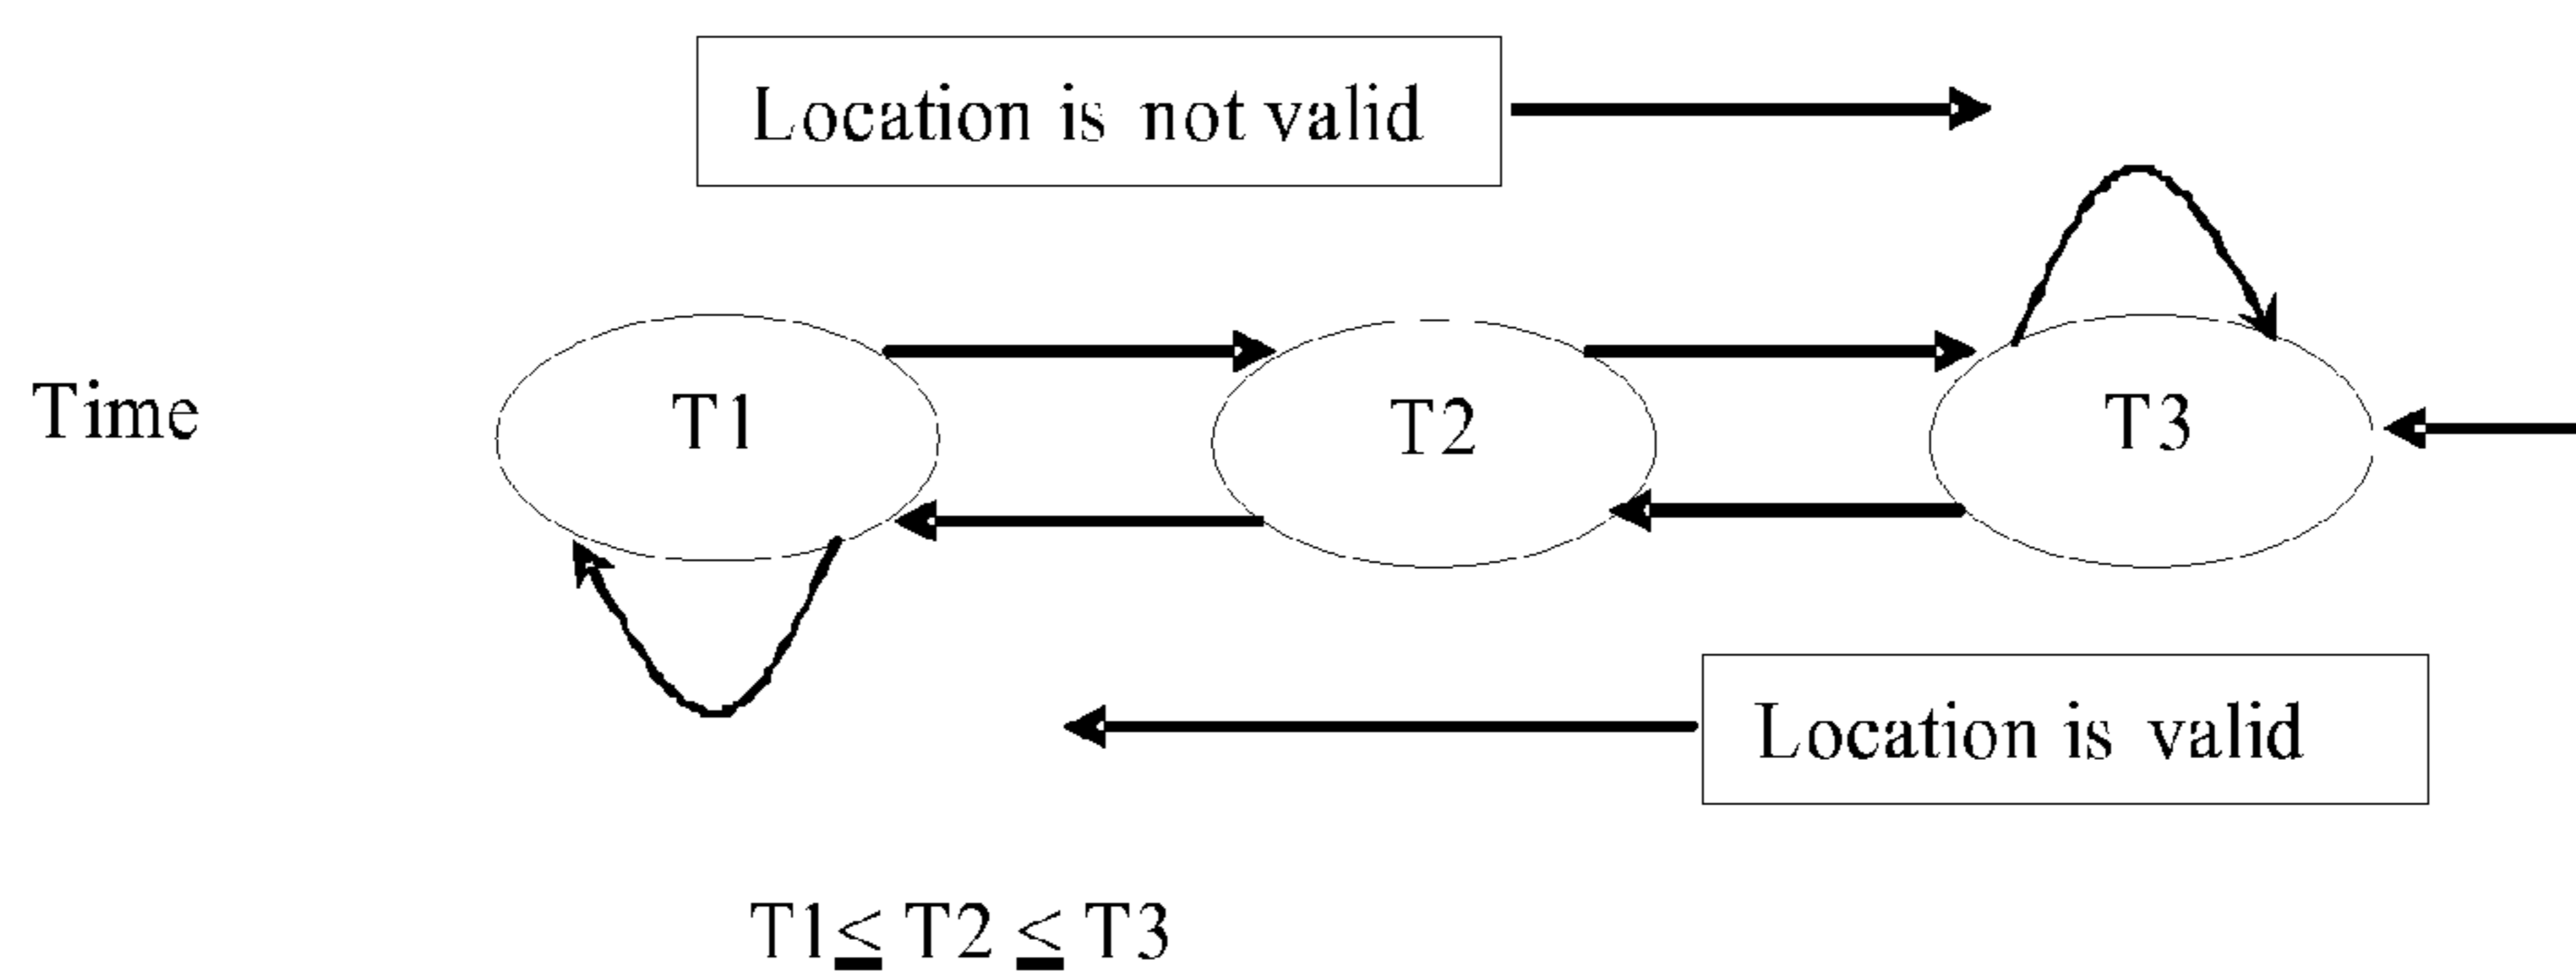 Location is not valid
Time
T1
T2
T3
Location is valid
T1≤ T2 ≤ T3